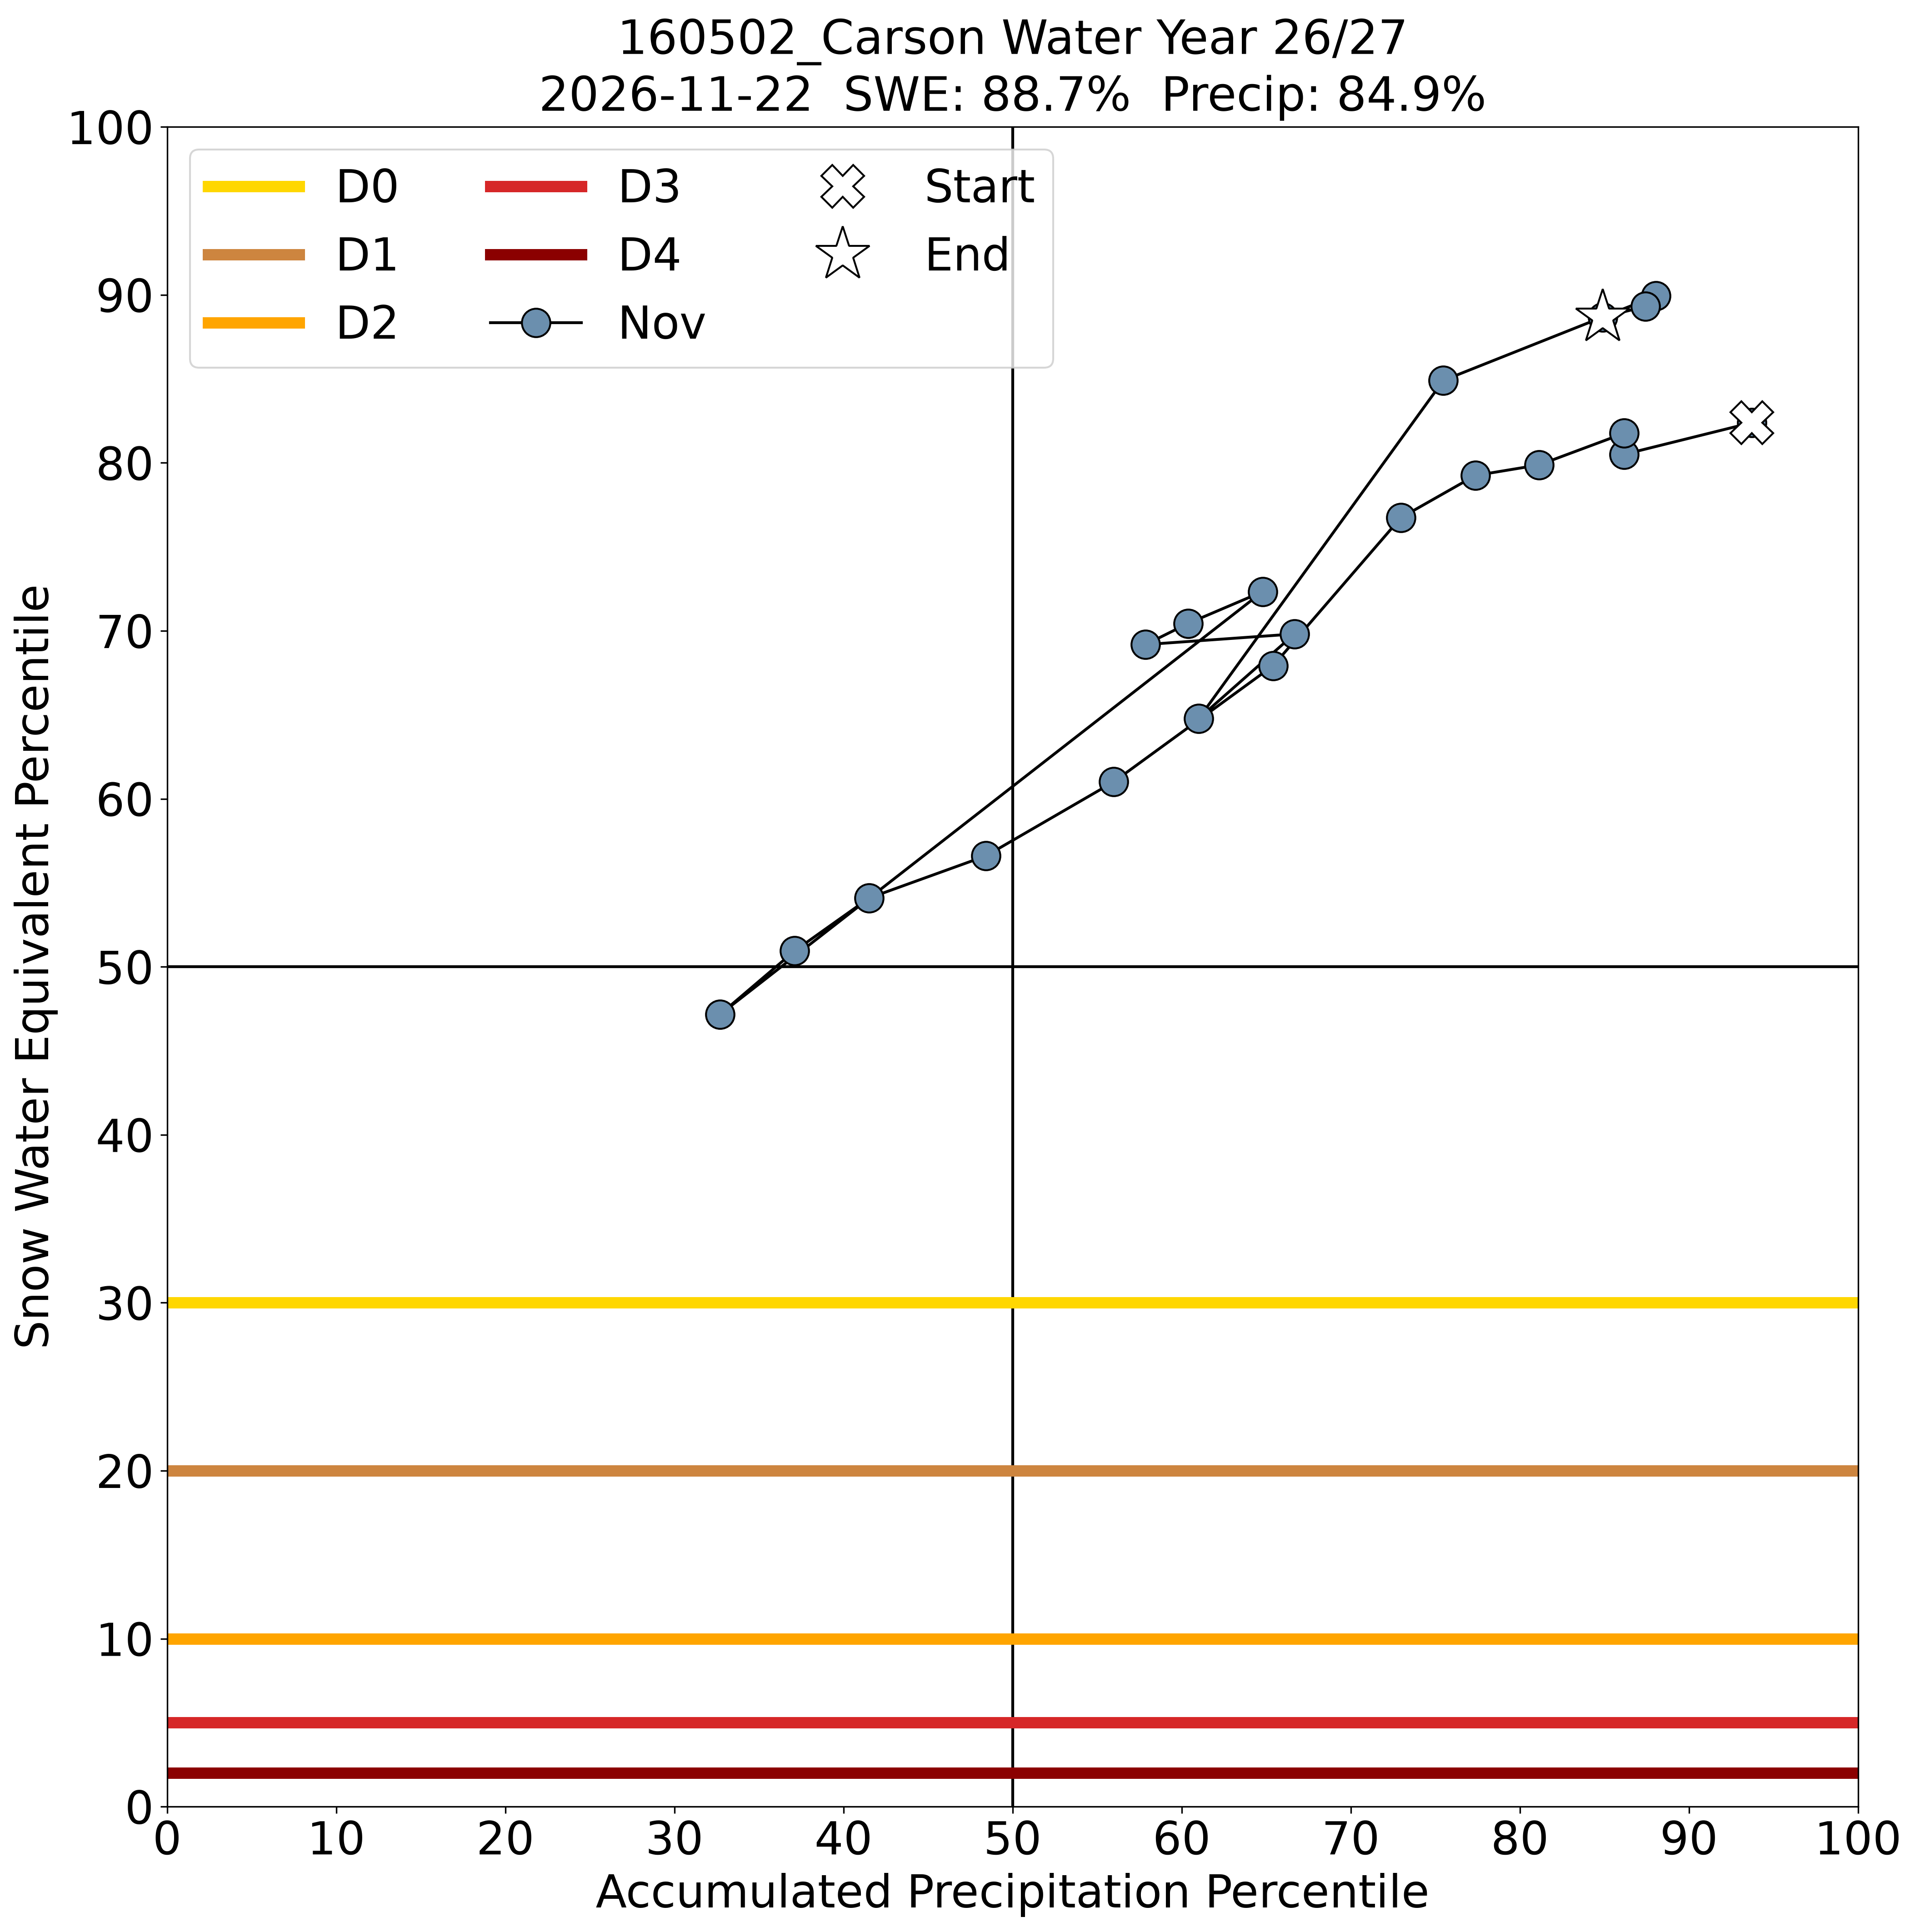 160502_Carson Water Year 26/27
2026-11-22  SWE: 88.7%  Precip: 84.9%
D0
D1
D2
D3
D4
Nov
Start
End
Snow Water Equivalent Percentile
100
90
80
70
60
50
40
30
20
10
0
0 10 20 30 40 50 60 70 80 90 100
Accumulated Precipitation Percentile